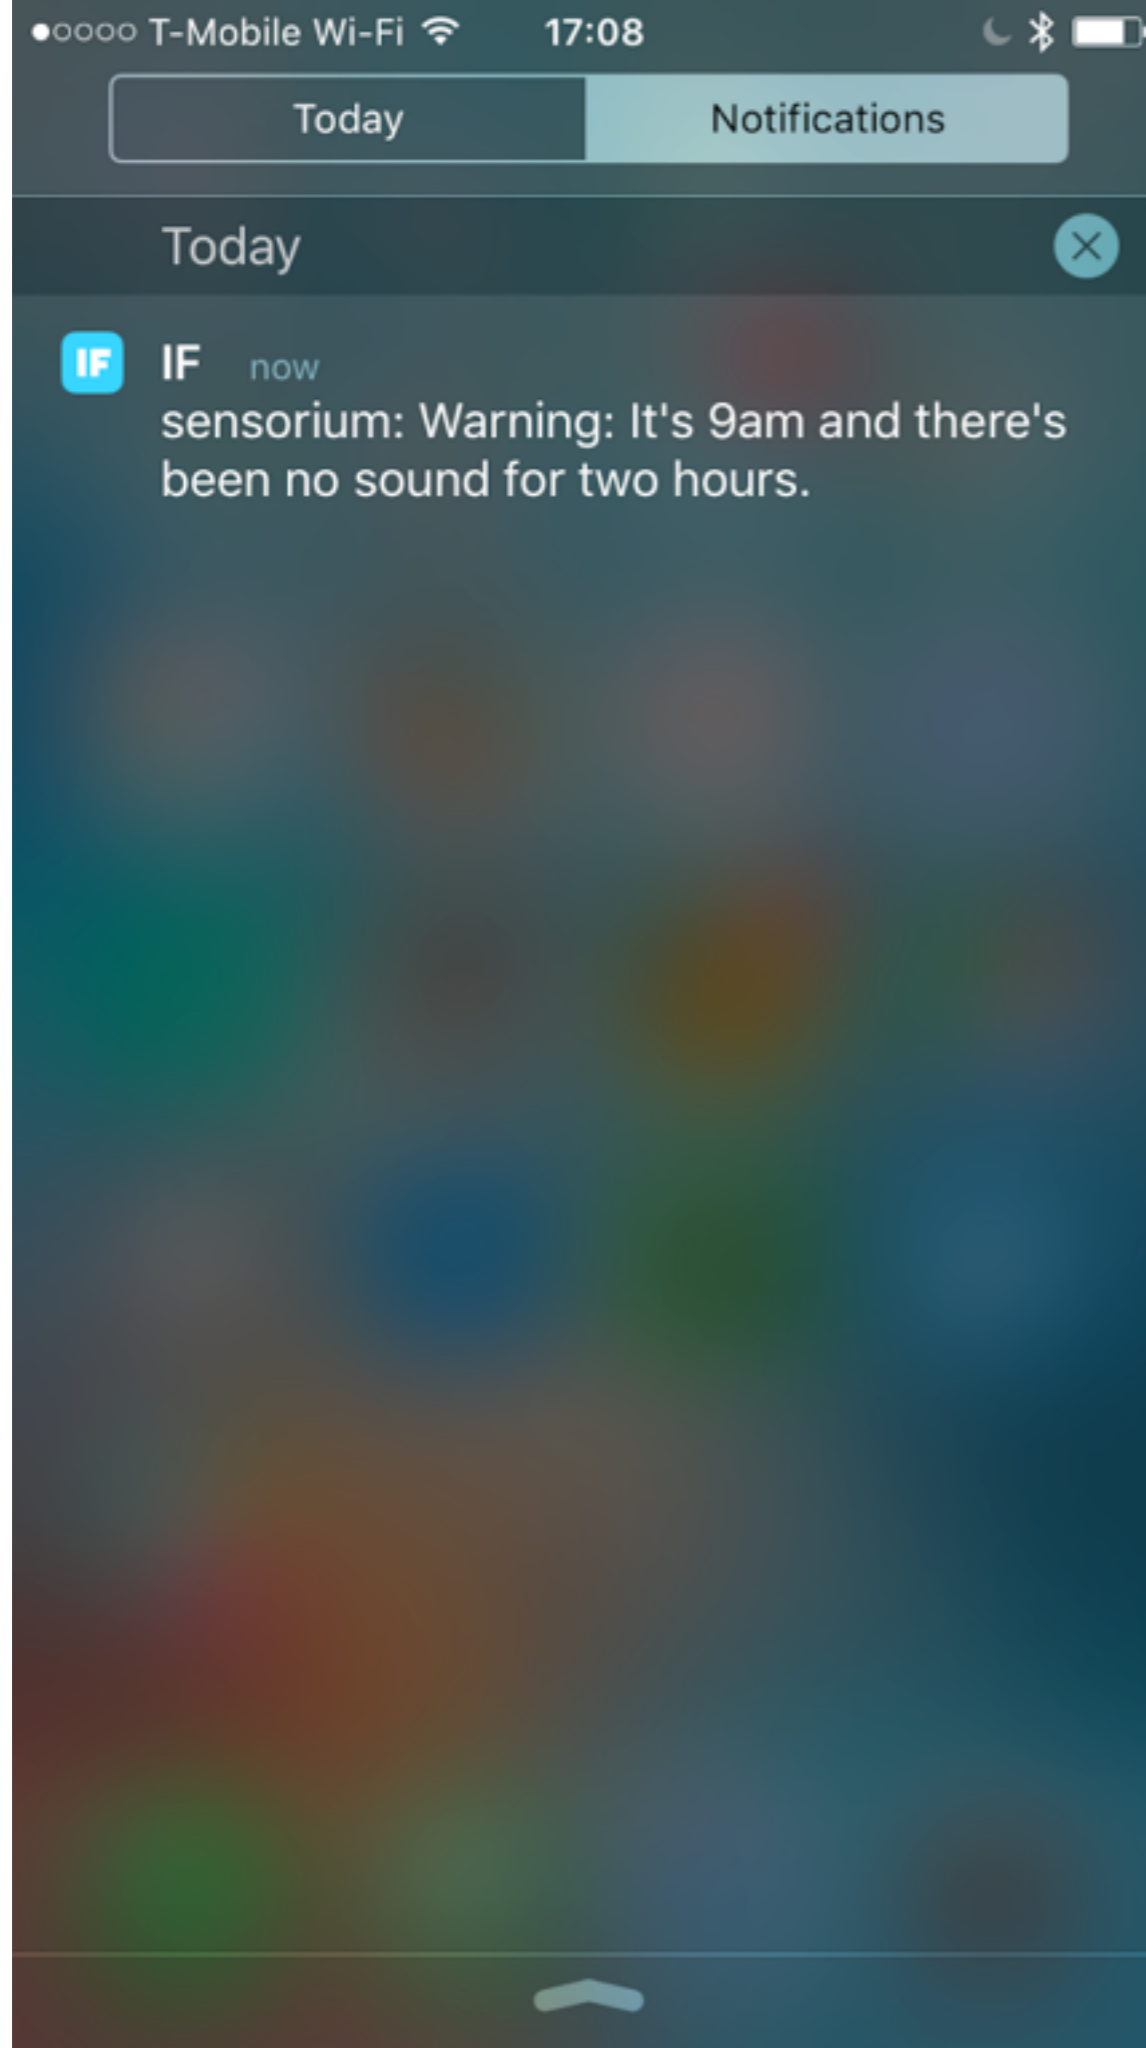 T-Mobile Wi-Fi 17:08
Today Notifications
Today
IF IF now
sensorium: Warning: It's 9am and there's
been no sound for two hours.